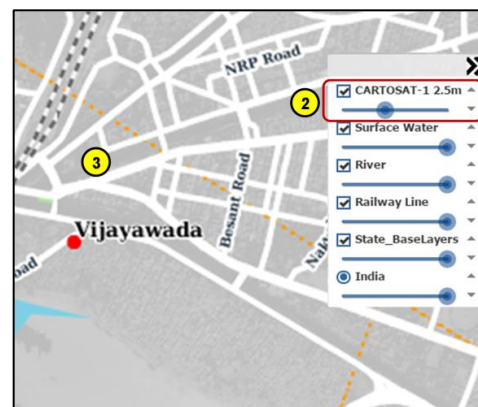 NRP Road
»
CARTOSAT-1 2.5m
2
Surface Water
3
River
Besant Road
Railway Line
Vijayawada
State_BaseLayers
India